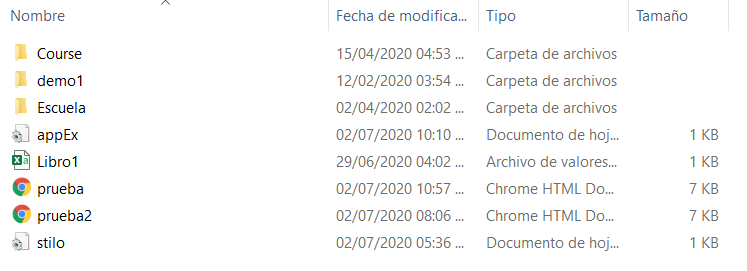 Nombre Fecha de modifica... Tipo Tamaño
Course 15/04/2020 04:53 ... Carpeta de archivos
demo1 12/02/2020 03:54 ... Carpeta de archivos
Escuela 02/04/2020 02:02 ... Carpeta de archivos
appEx 02/07/2020 10:10 ... Documento de hoj... 1 KB
Libro1 29/06/2020 04:02 ... Archivo de valores... 1 KB
prueba 02/07/2020 10:57 ... Chrome HTML Do... 7 KB
prueba2 02/07/2020 08:06 ... Chrome HTML Do... 7 KB
stilo 02/07/2020 05:36 ... Documento de hoj... 1 KB